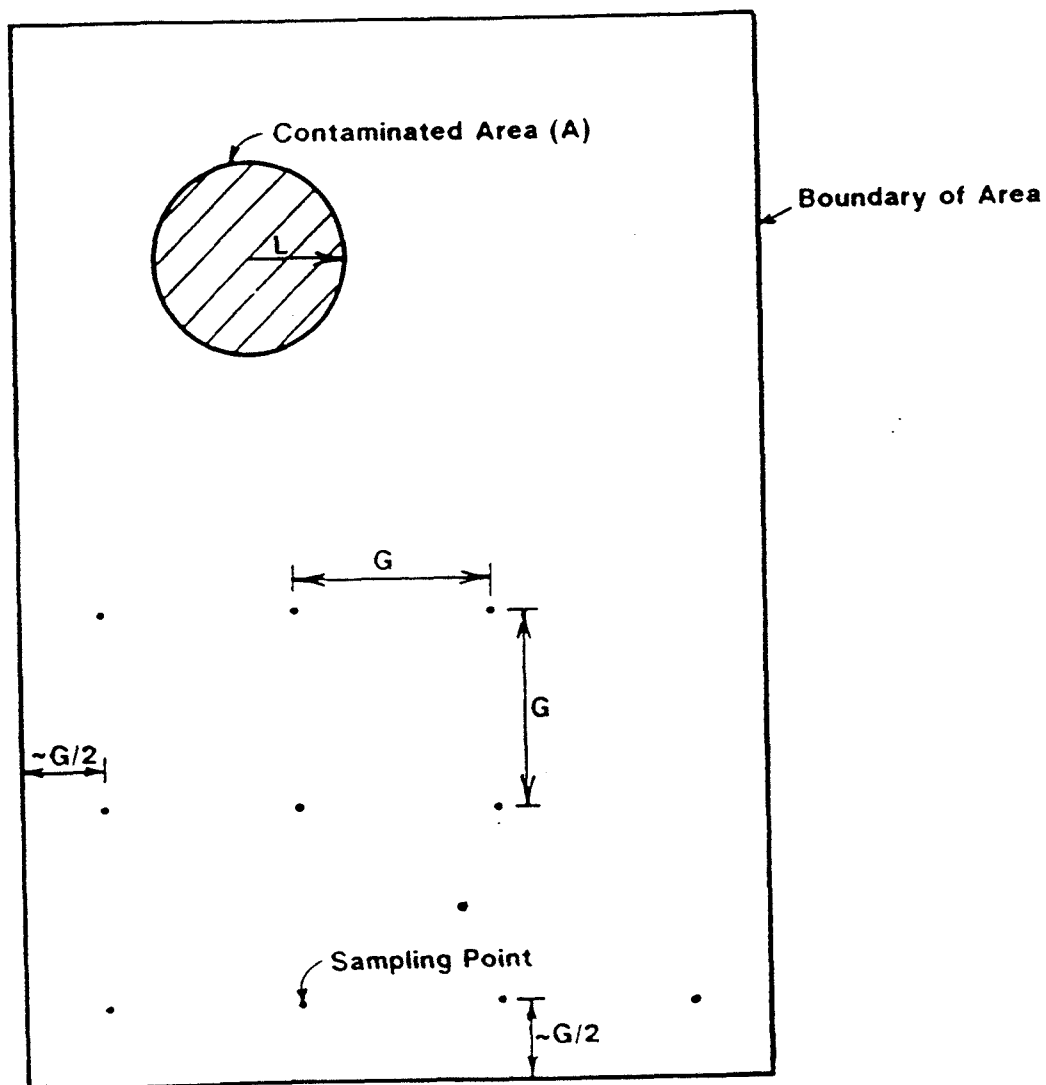 Contaminated Area (A)
Boundary of Area
L
G
G
~G/2
Sampling Point
~G/2